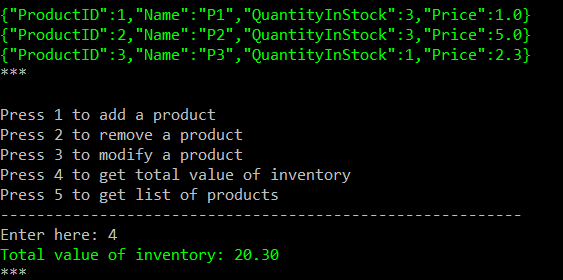 {"ProductID":1,"Name":"P1","QuantityInStock":3,"Price":1.0}
{"ProductID":2,"Name":"P2","QuantityInStock":3,"Price":5.0}
{"ProductID":3,"Name":"P3","QuantityInStock":1,"Price":2.3}
***
Press 1 to add a product
Press 2 to remove a product
Press 3 to modify a product
Press 4 to get total value of inventory
Press 5 to get list of products
----------------------------------------------------------
Enter here: 4
Total value of inventory: 20.30
***